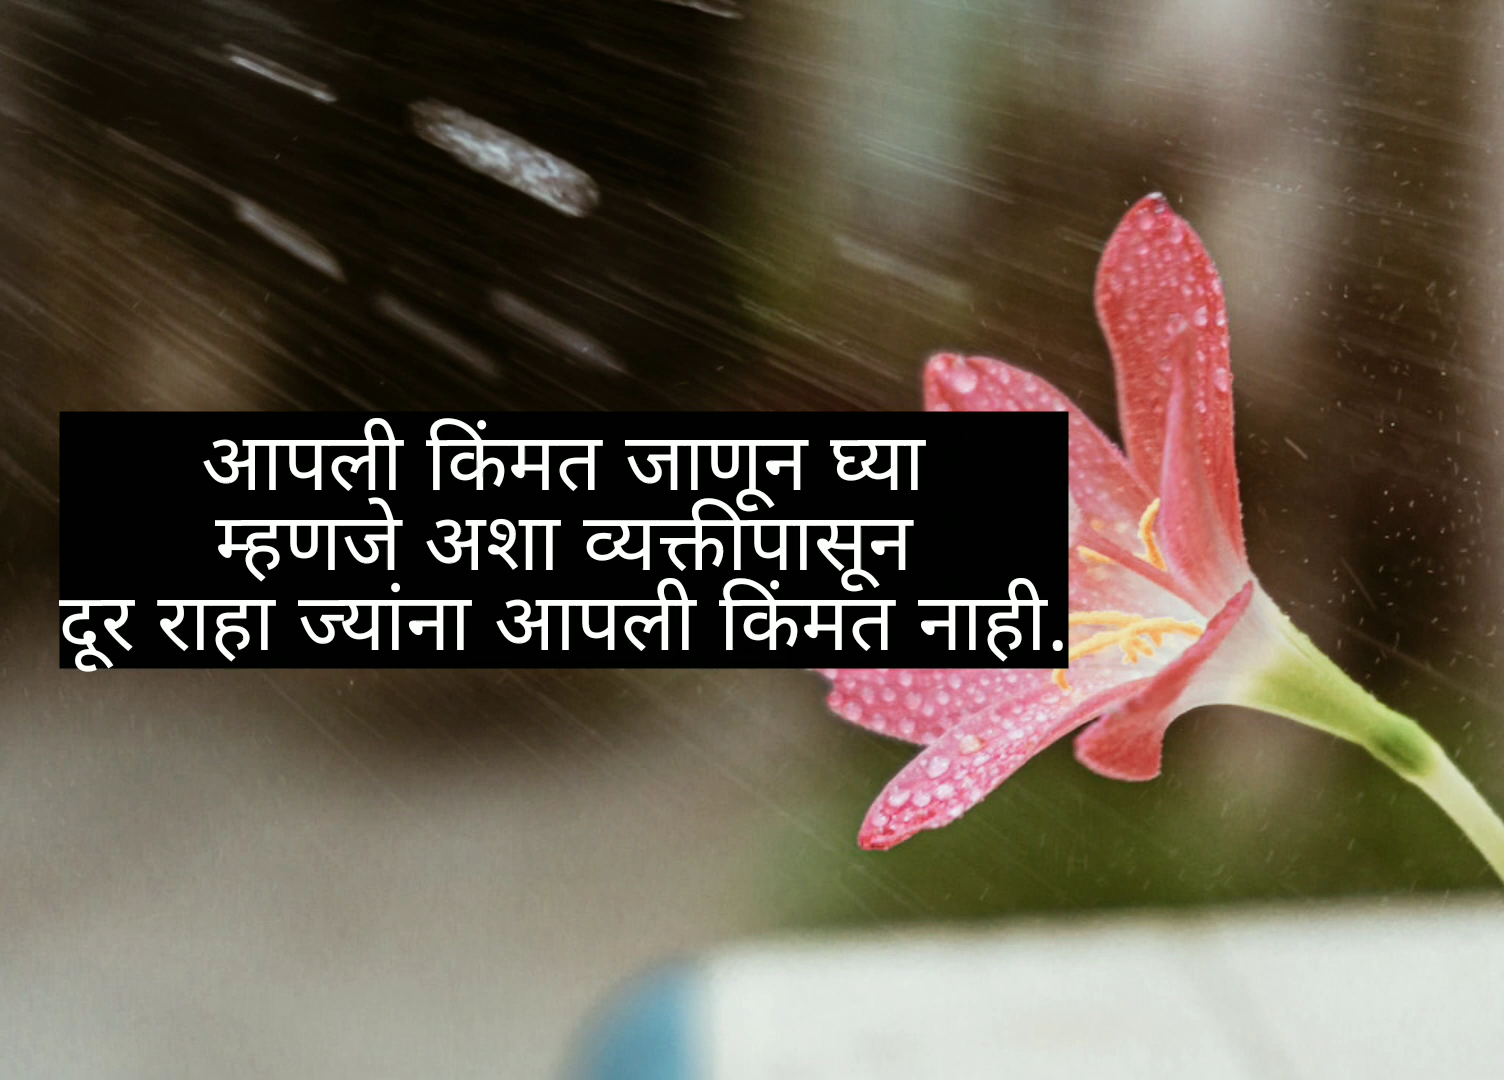 आपली किंमत जाणून घ्या
म्हणजे अशा व्यक्तींपासून
दूर राहा ज्यांना आपली किंमत नाही.